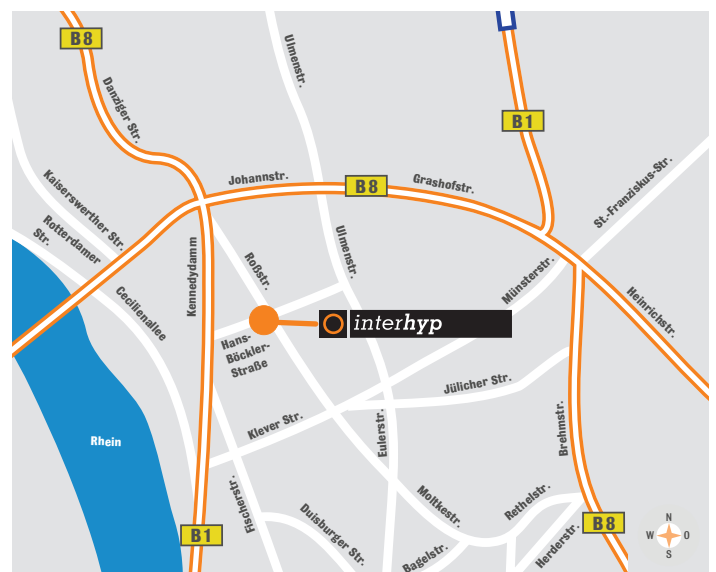 B8
Ulmenstr.
Danziger Str.
B1
Johannstr.
B8
Grashofstr.
St.-Franziskus-Str.
Kaiserswerther Str.
Rotterdamer
Str.
Kennedydamm
Roßstr.
Ulmenstr.
Münsterstr.
Heinrichstr.
Cecilienallee
interhyp
Hans-
Böckler-
Straße
Jülicher Str.
Klever Str.
Eulerstr.
Brehmstr.
Rhein
Fischerstr.
Moltkestr.
Rethelstr.
Duisburger Str.
Bagelstr.
Herderstr.
B1
B8
N
W
O
S